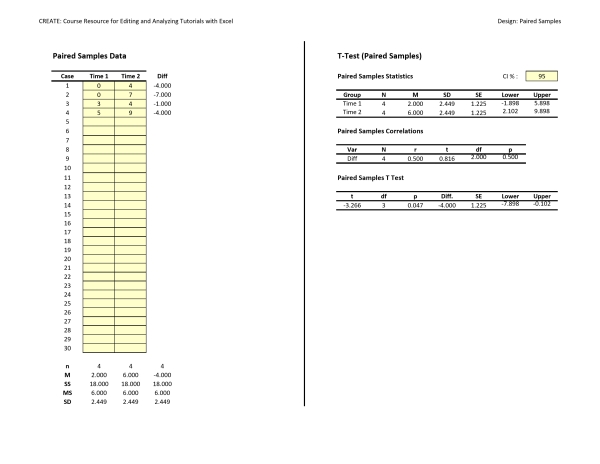 CREATE: Course Resource for Editing and Analyzing Tutorials with Excel Design: Paired Samples
Paired Samples Data
Case Time 1 Time 2 Diff
1 0 4 -4.000
2 0 7 -7.000
3 3 4 -1.000
4 5 9 -4.000
5
6
7
8
9
10
11
12
13
14
15
16
17
18
19
20
21
22
23
24
25
26
27
28
29
30
n 4 4 4
M 2.000 6.000 -4.000
SS 18.000 18.000 18.000
MS 6.000 6.000 6.000
SD 2.449 2.449 2.449
T-Test (Paired Samples)
Paired Samples Statistics CI % : 95
Group N M SD SE Lower Upper
Time 1 4 2.000 2.449 1.225 -1.898 5.898
Time 2 4 6.000 2.449 1.225 2.102 9.898
Paired Samples Correlations
Var N r t df p
Diff 4 0.500 0.816 2.000 0.500
Paired Samples T Test
t df p Diff. SE Lower Upper
-3.266 3 0.047 -4.000 1.225 -7.898 -0.102